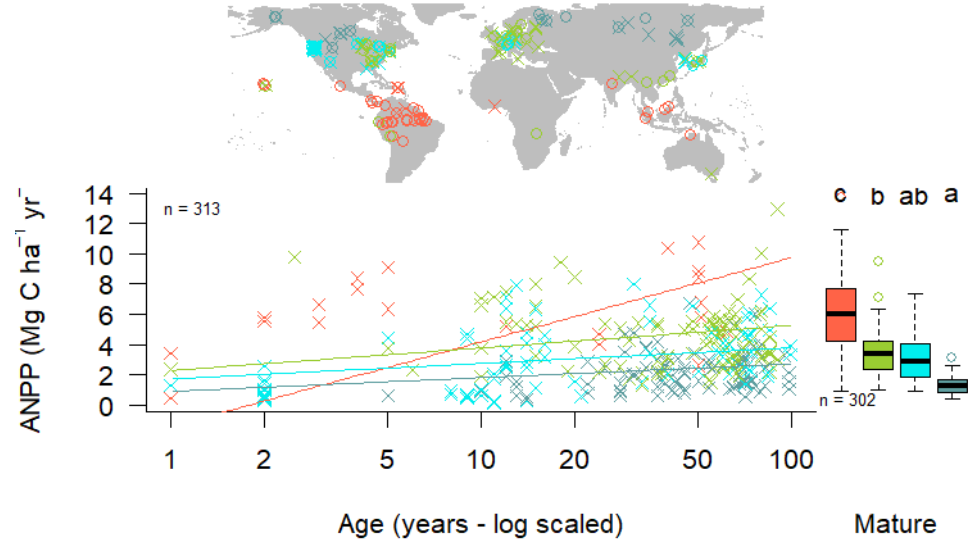 14
12
10
8
6
4
2
0
ANPP (Mg C ha⁻¹ yr⁻
n = 313
c b ab a
n = 302
1 2 5 10 20 50 100
Age (years - log scaled)
Mature